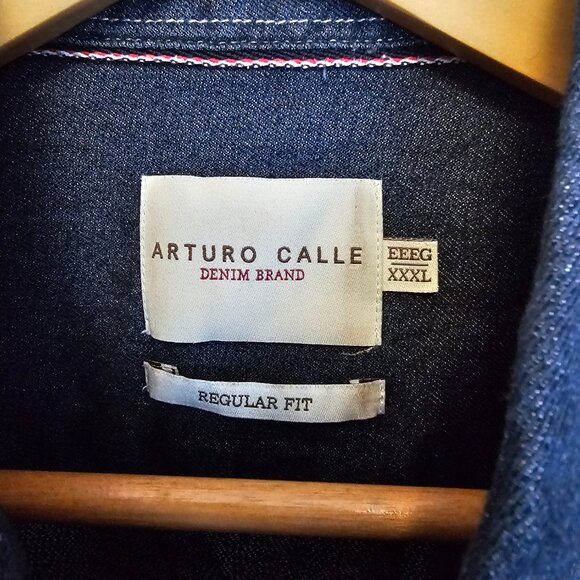 ARTURO CALLE
DENIM BRAND
EEEG
XXXL
REGULAR FIT